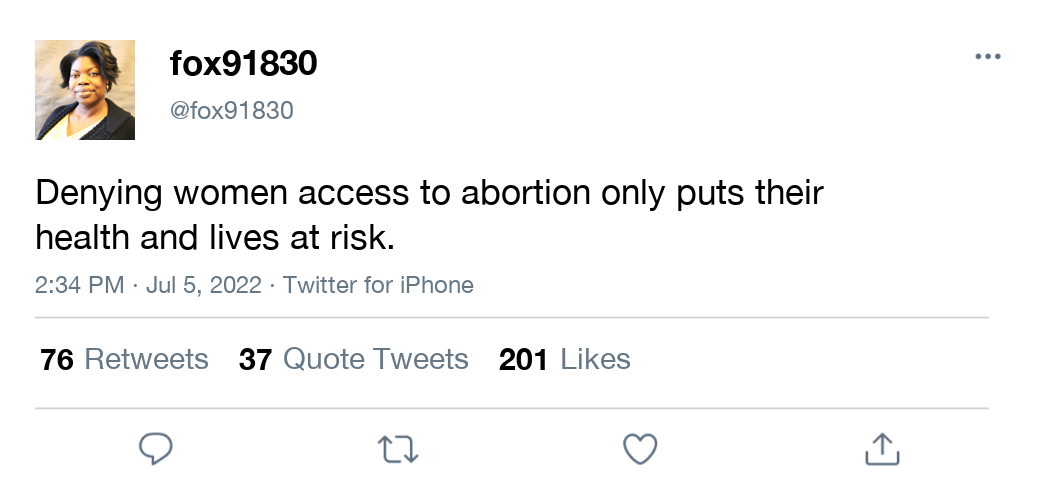 fox91830
@fox91830
Denying women access to abortion only puts their
health and lives at risk.
2:34 PM · Jul 5, 2022 · Twitter for iPhone
76 Retweets 37 Quote Tweets 201 Likes